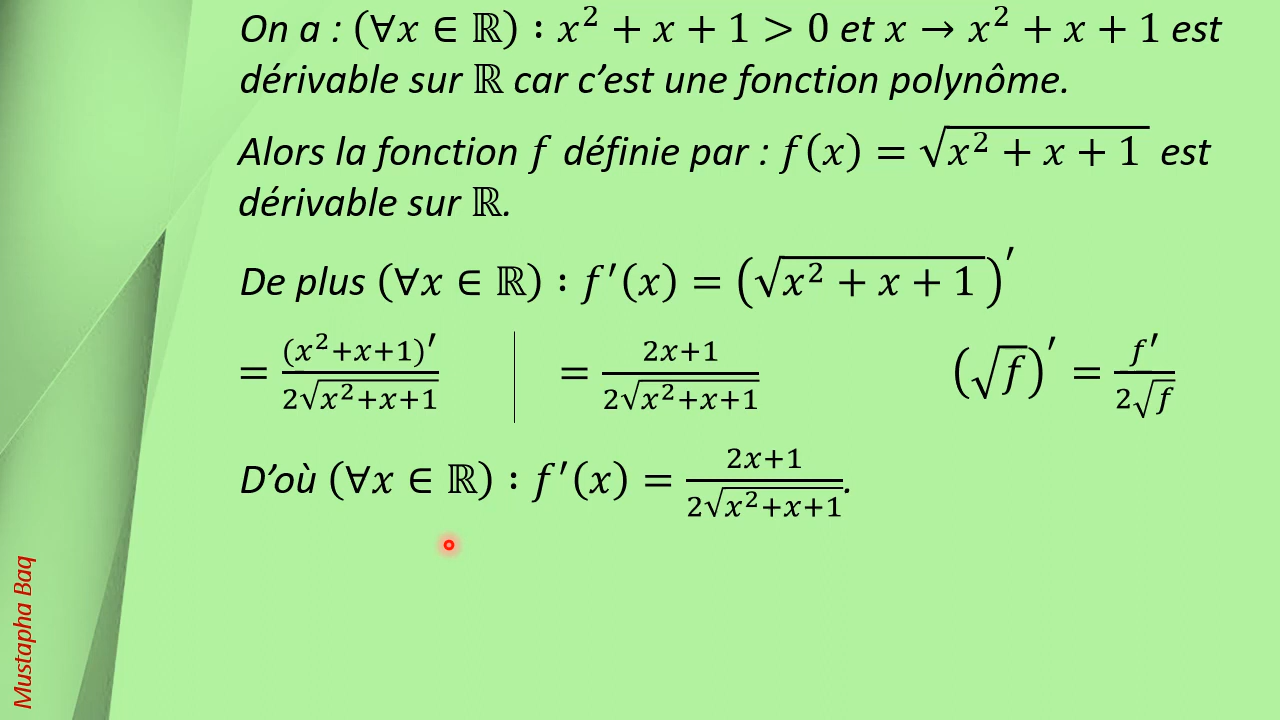 On a : (∀x ∈ ℝ) : x² + x + 1 > 0 et x → x² + x + 1 est
dérivable sur ℝ car c’est une fonction polynôme.
Alors la fonction f définie par : f(x) = √(x² + x + 1) est
dérivable sur ℝ.
De plus (∀x ∈ ℝ) : f′(x) = (√(x² + x + 1))′
= (x²+x+1)′ / 2√(x²+x+1) | = 2x+1 / 2√(x²+x+1) (√f)′ = f′ / 2√f
D’où (∀x ∈ ℝ) : f′(x) = 2x+1 / 2√(x²+x+1).
Mustapha Baq